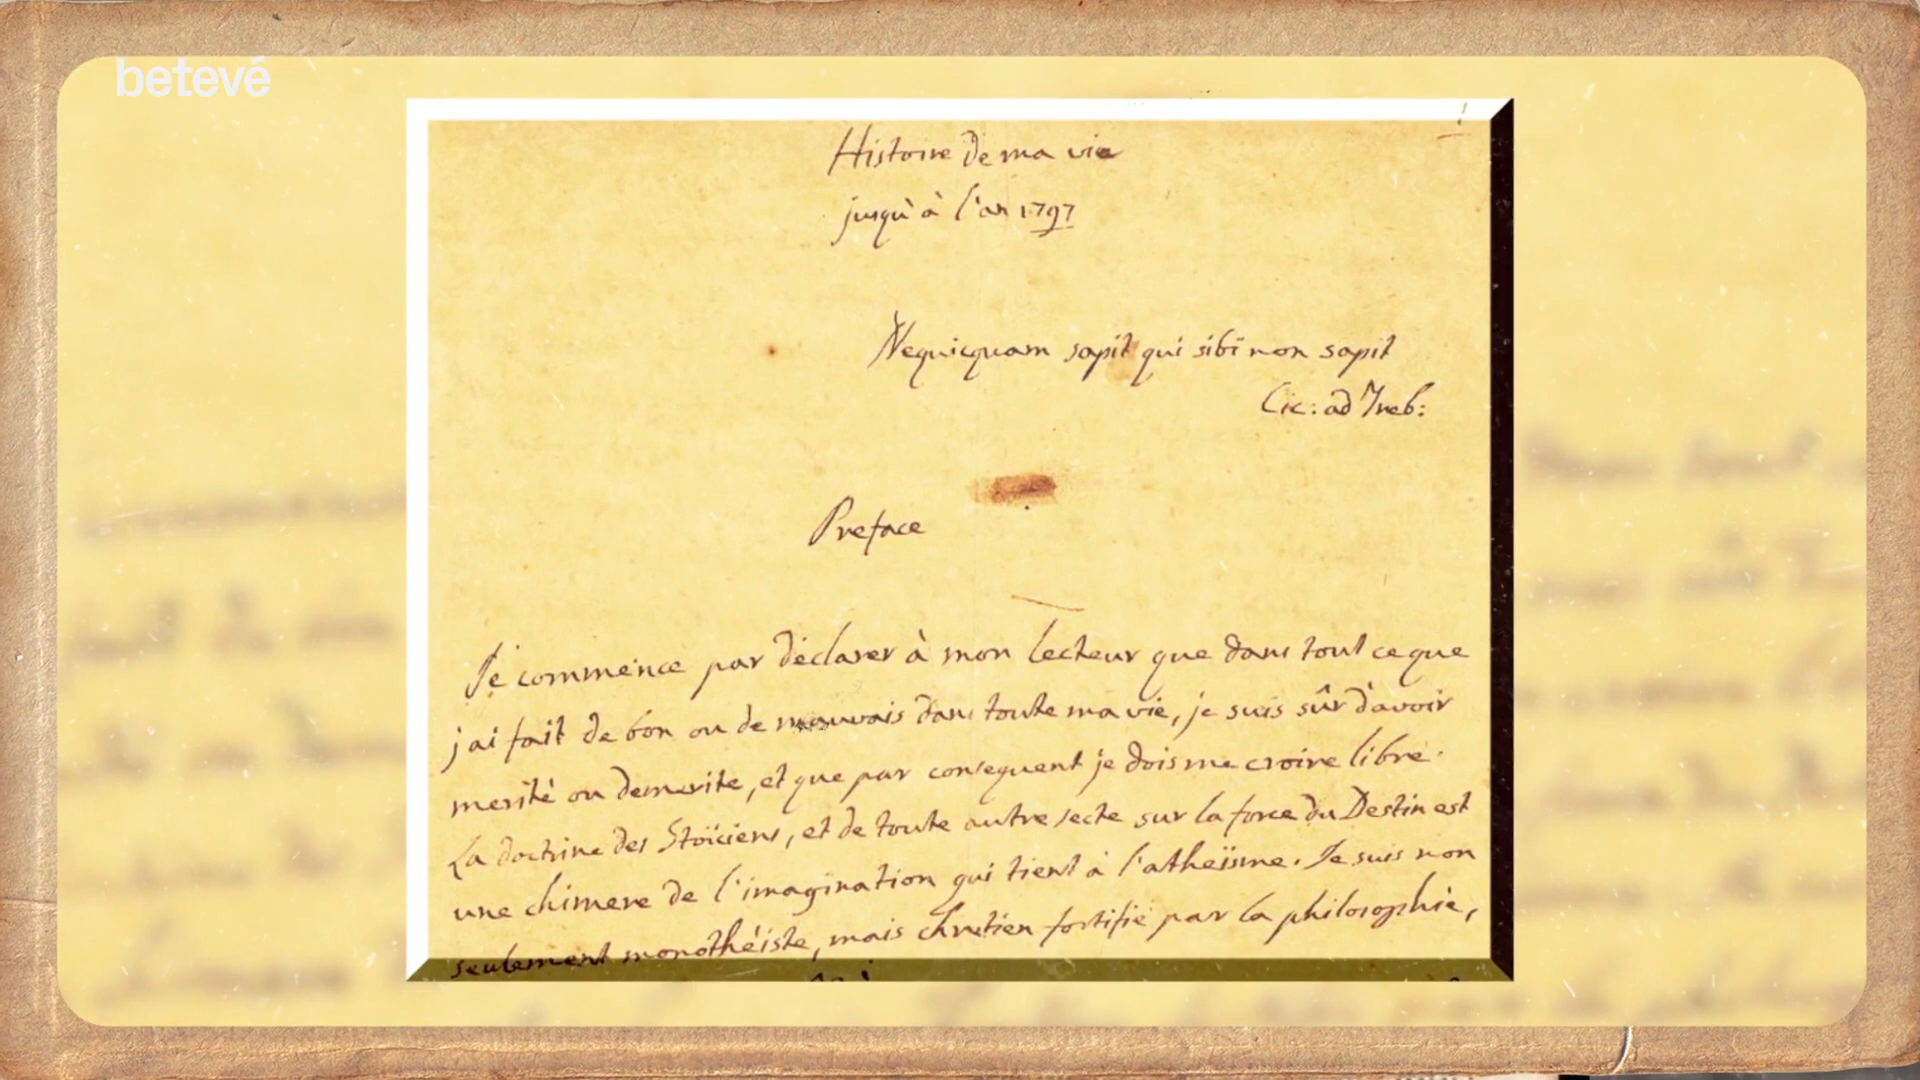 betevé
Histoire de ma vie
jusqu'à l'an 1797
Nequicquam sapit qui sibi non sapit
Cic: ad Treb:
Preface
Je commence par déclarer à mon lecteur que dans tout ce que
j'ai fait de bon ou de mauvais dans toute ma vie, je suis sûr d'avoir
merité ou demerite, et que par consequent je dois me croire libre.
La doctrine des Stoïciens, et de toute autre secte sur la force du Destin est
une chimere de l'imagination qui tient à l'atheïsme. Je suis non
seulement monothéiste, mais chretien fortifié par la philosophie,